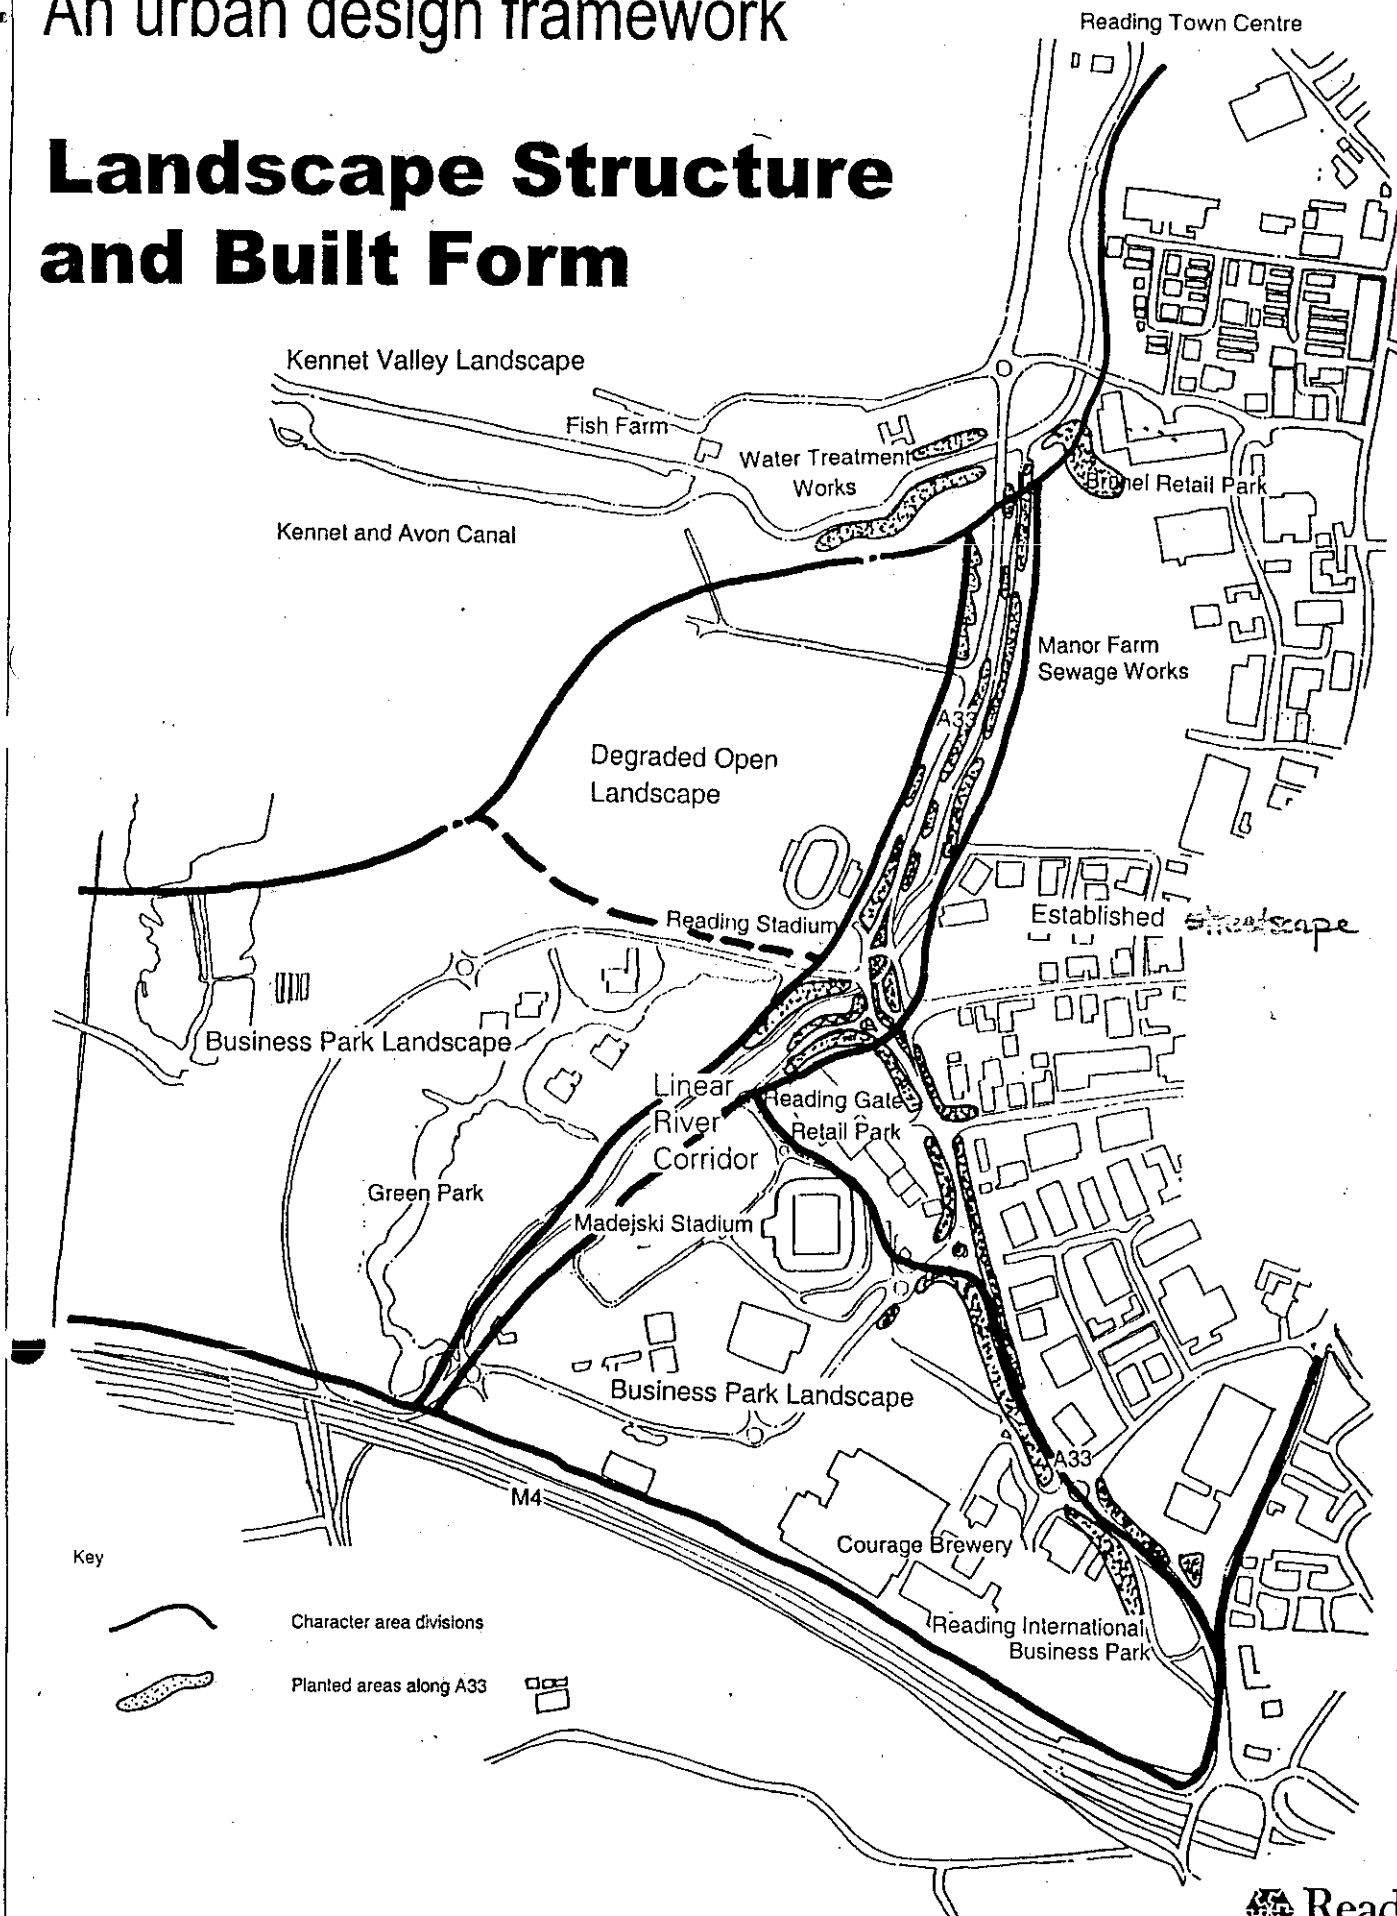 An urban design framework
Reading Town Centre
Landscape Structure
and Built Form
Kennet Valley Landscape
Fish Farm
Water Treatment
Works
Brunel Retail Park
Kennet and Avon Canal
Manor Farm
Sewage Works
A33
Degraded Open
Landscape
Reading Stadium
Established streetscape
Business Park Landscape
Linear
River
Corridor
Reading Gate
Retail Park
Green Park
Madejski Stadium
Business Park Landscape
A33
M4
Courage Brewery
Key
Character area divisions
Reading International
Business Park
Planted areas along A33
Read